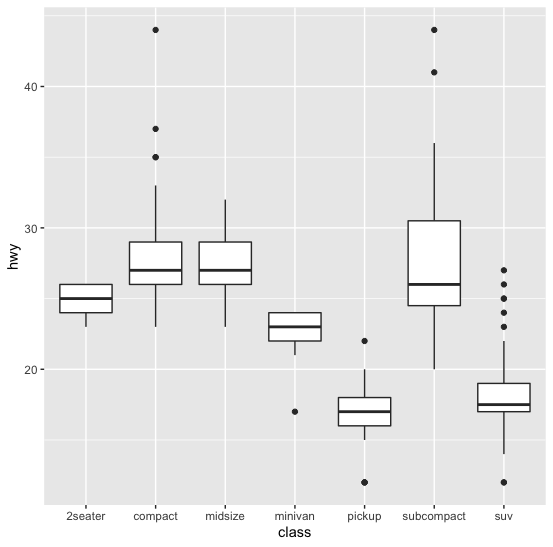 40
30
20
hwy
2seater compact midsize minivan pickup subcompact suv
class